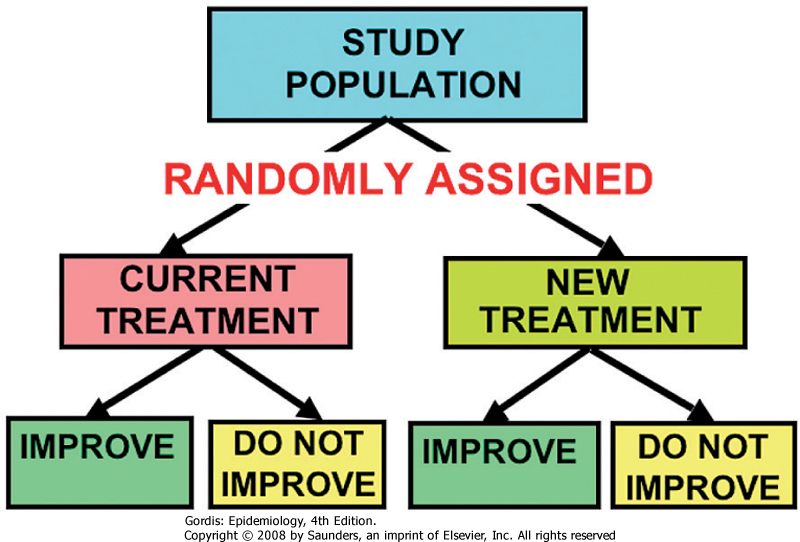 STUDY
POPULATION
RANDOMLY ASSIGNED
CURRENT
TREATMENT
NEW
TREATMENT
IMPROVE
DO NOT
IMPROVE
IMPROVE
DO NOT
IMPROVE
Gordis: Epidemiology, 4th Edition.
Copyright © 2008 by Saunders, an imprint of Elsevier, Inc. All rights reserved